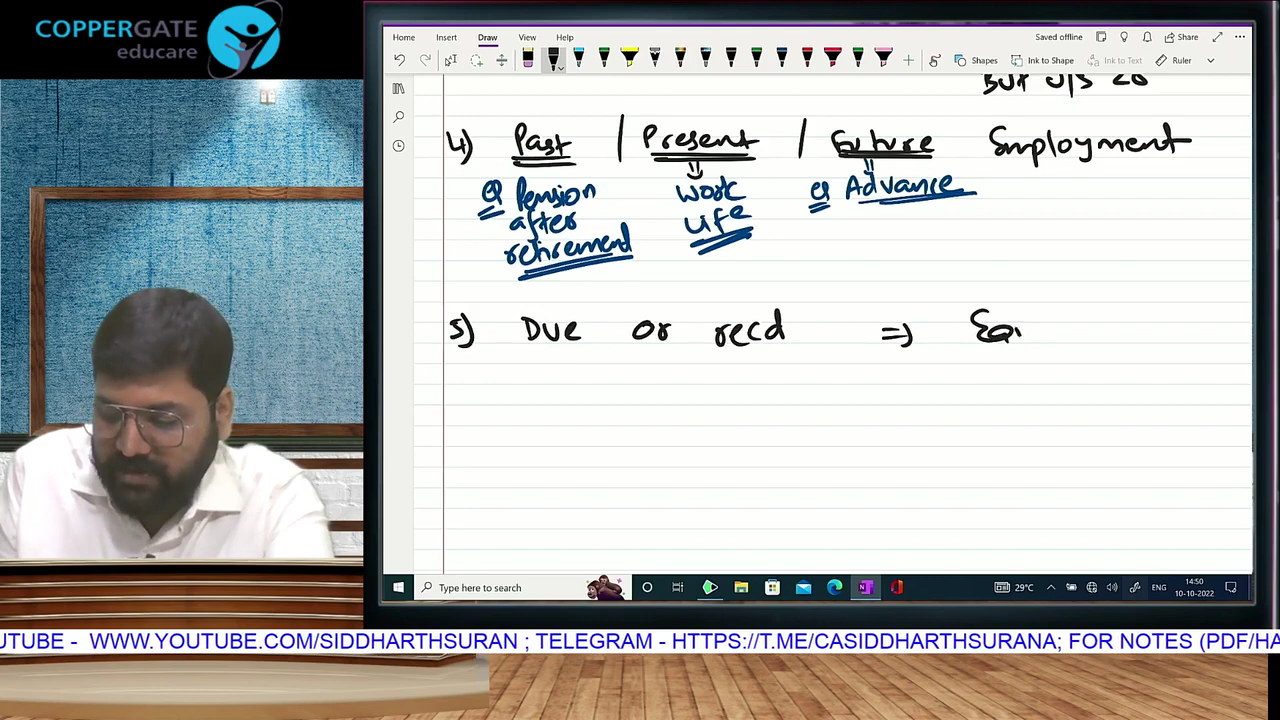 COPPERGATE
educare
Home Insert Draw View Help
Saved offline
Share
Shapes
Ink to Shape
Ink to Text
Ruler
4) Past / Present / Future Employment
eg Pension after retirement
work life
eg Advance
5) Due or recd =>
Type here to search
29°C
ENG
14:50
10-10-2022
UTUBE - WWW.YOUTUBE.COM/SIDDHARTHSURAN ; TELEGRAM - HTTPS://T.ME/CASIDDHARTHSURANA; FOR NOTES (PDF/HA